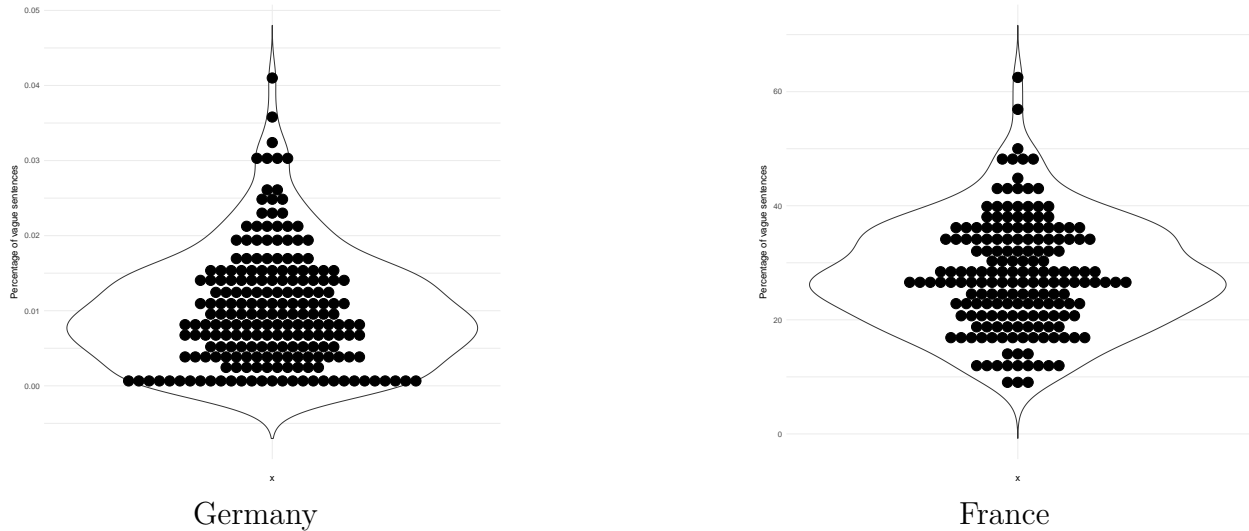 0.05
0.04
0.03
0.02
0.01
0.00
Percentage of vague sentences
x
Germany
60
40
20
0
Percentage of vague sentences
x
France